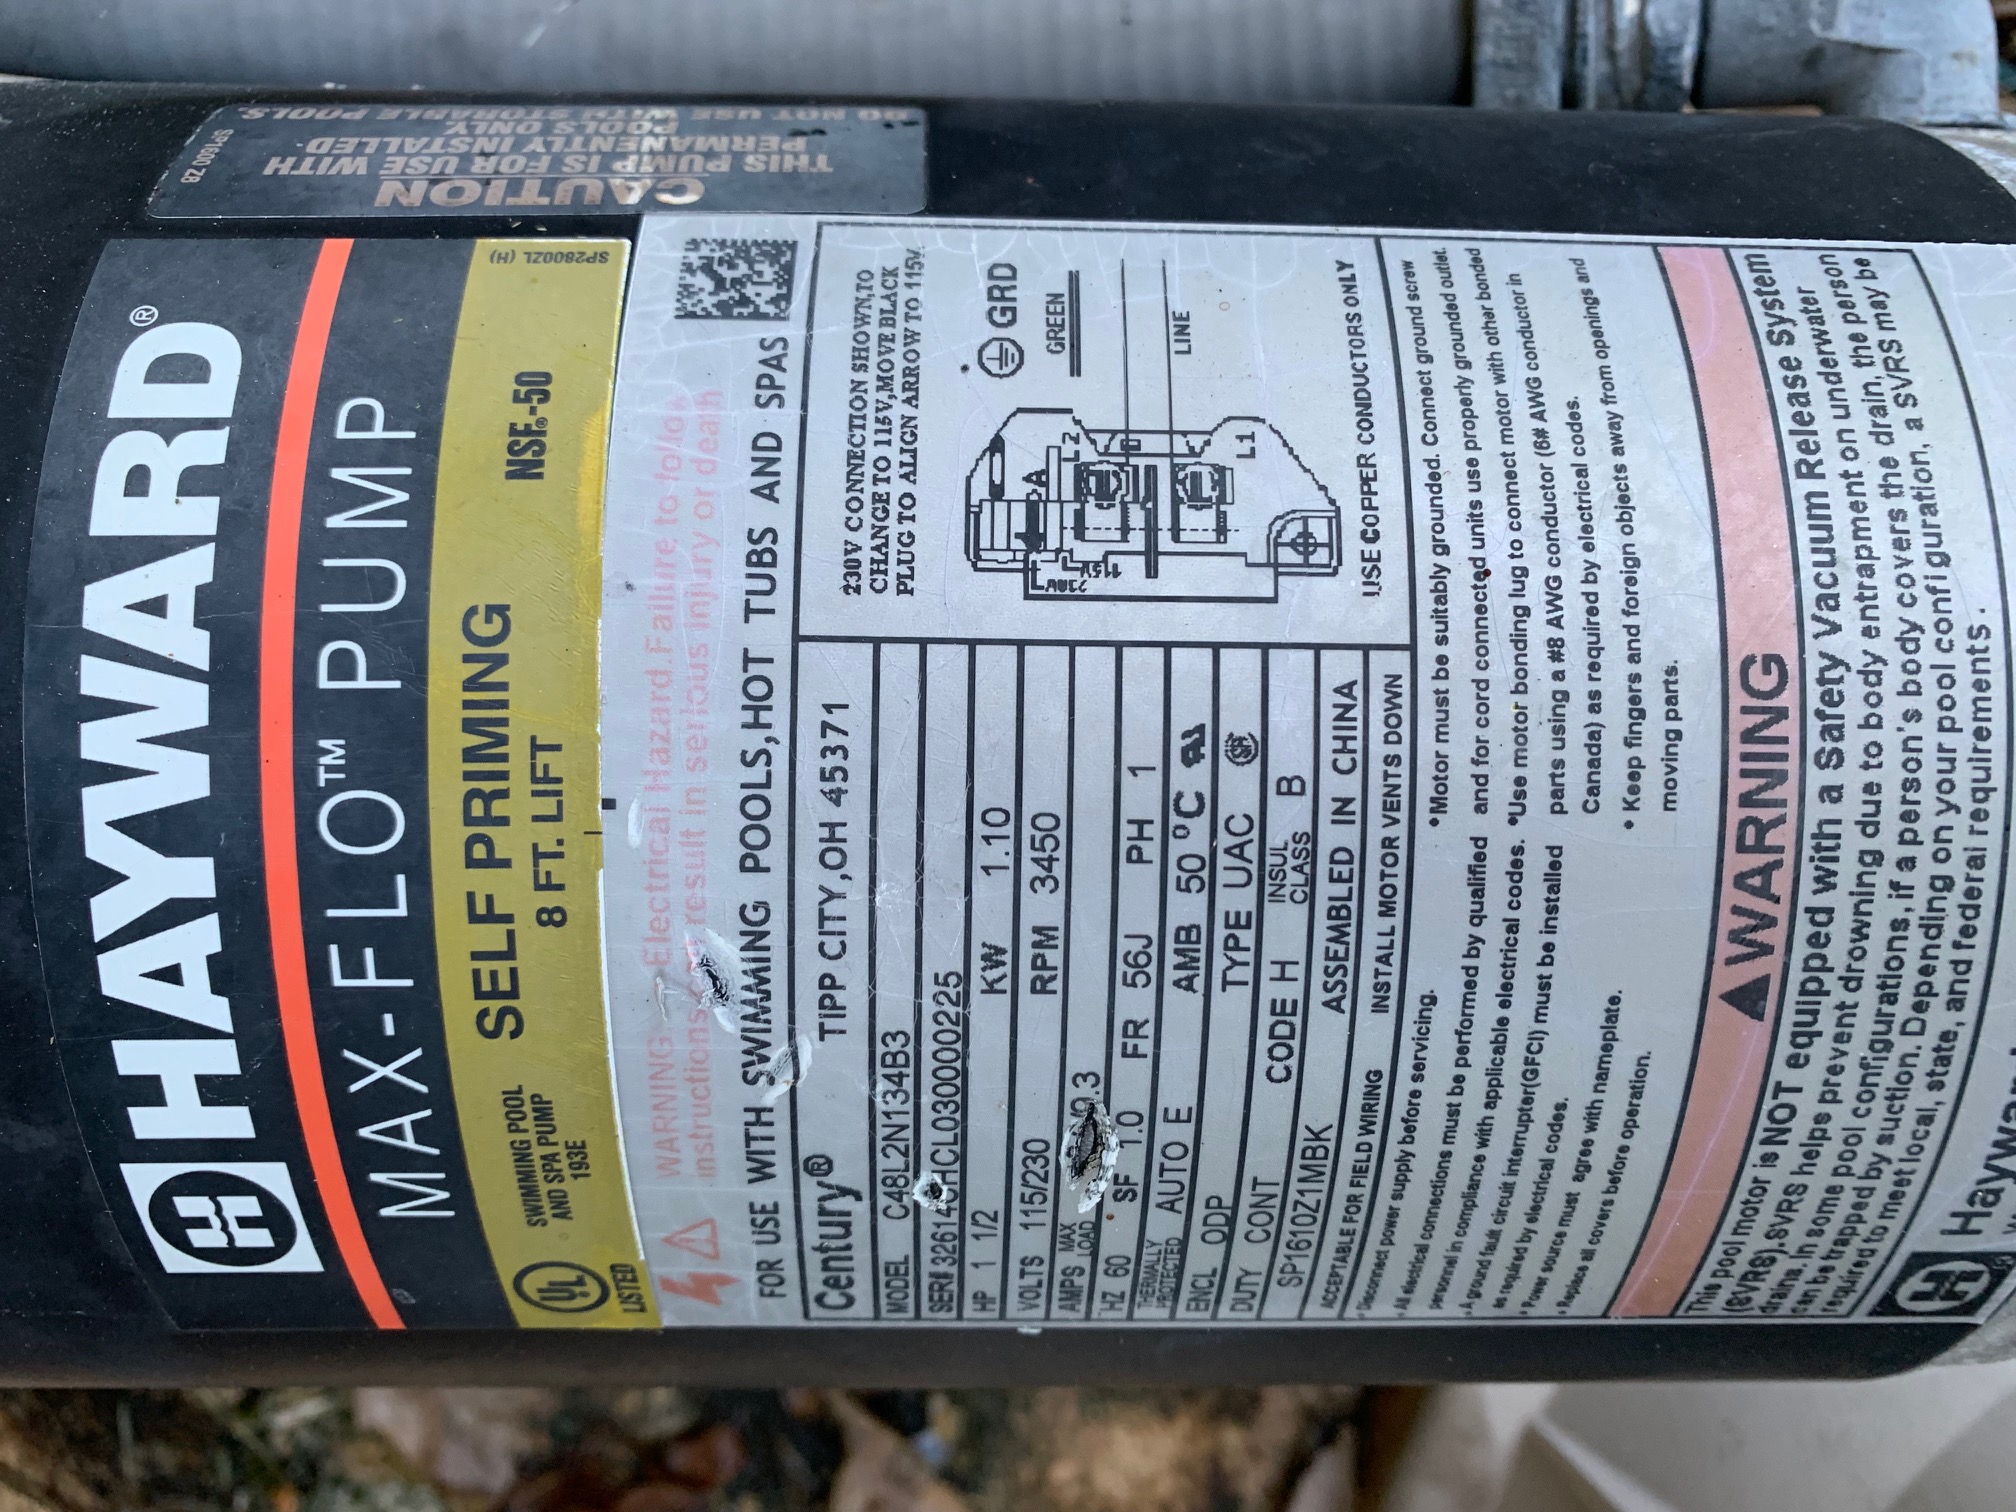 CAUTION
THIS PUMP IS FOR USE WITH
PERMANENTLY INSTALLED
POOLS ONLY.
DO NOT USE WITH STORABLE POOLS.
SP1600 Z8
H HAYWARD®
MAX-FLO™ PUMP
UL
LISTED
SWIMMING POOL
AND SPA PUMP
193E
SELF PRIMING
8 FT. LIFT
NSF®-50
SP2800ZL (H)
WARNING Electrical Hazard. Failure to follow
instructions can result in serious injury or death
FOR USE WITH SWIMMING POOLS,HOT TUBS AND SPAS
Century® TIPP CITY,OH 45371
MODEL C48L2N134B3
SER# CHCL030000225
HP 1 1/2 KW 1.10
VOLTS 115/230 RPM 3450
AMPS MAX LOAD
HZ 60 SF 1.0 FR 56J PH 1
THERMALLY PROTECTED AUTO E AMB 50°C
ENCL ODP TYPE UAC
DUTY CONT CODE H INSUL CLASS B
SP1610Z1MBK ASSEMBLED IN CHINA
ACCEPTABLE FOR FIELD WIRING INSTALL MOTOR VENTS DOWN
230V CONNECTION SHOWN,TO
CHANGE TO 115V,MOVE BLACK
PLUG TO ALIGN ARROW TO 115V.
GRD
GREEN
LINE
A
L2
L1
230V
115V
USE COPPER CONDUCTORS ONLY
• Disconnect power supply before servicing.
• All electrical connections must be performed by qualified
personnel in compliance with applicable electrical codes.
• A ground fault circuit interrupter(GFCI) must be installed
as required by electrical codes.
• Power source must agree with nameplate.
• Replace all covers before operation.
•Motor must be suitably grounded. Connect ground screw
and for cord connected units use properly grounded outlet.
•Use motor bonding lug to connect motor with other bonded
parts using a #8 AWG conductor (6# AWG conductor in
Canada) as required by electrical codes.
• Keep fingers and foreign objects away from openings and
moving parts.
WARNING
This pool motor is NOT equipped with a Safety Vacuum Release System
(SVRS).SVRS helps prevent drowning due to body entrapment on underwater
drains. In some pool configurations, if a person's body covers the drain, the person
can be trapped by suction. Depending on your pool configuration, a SVRS may be
required to meet local, state, and federal requirements.
H